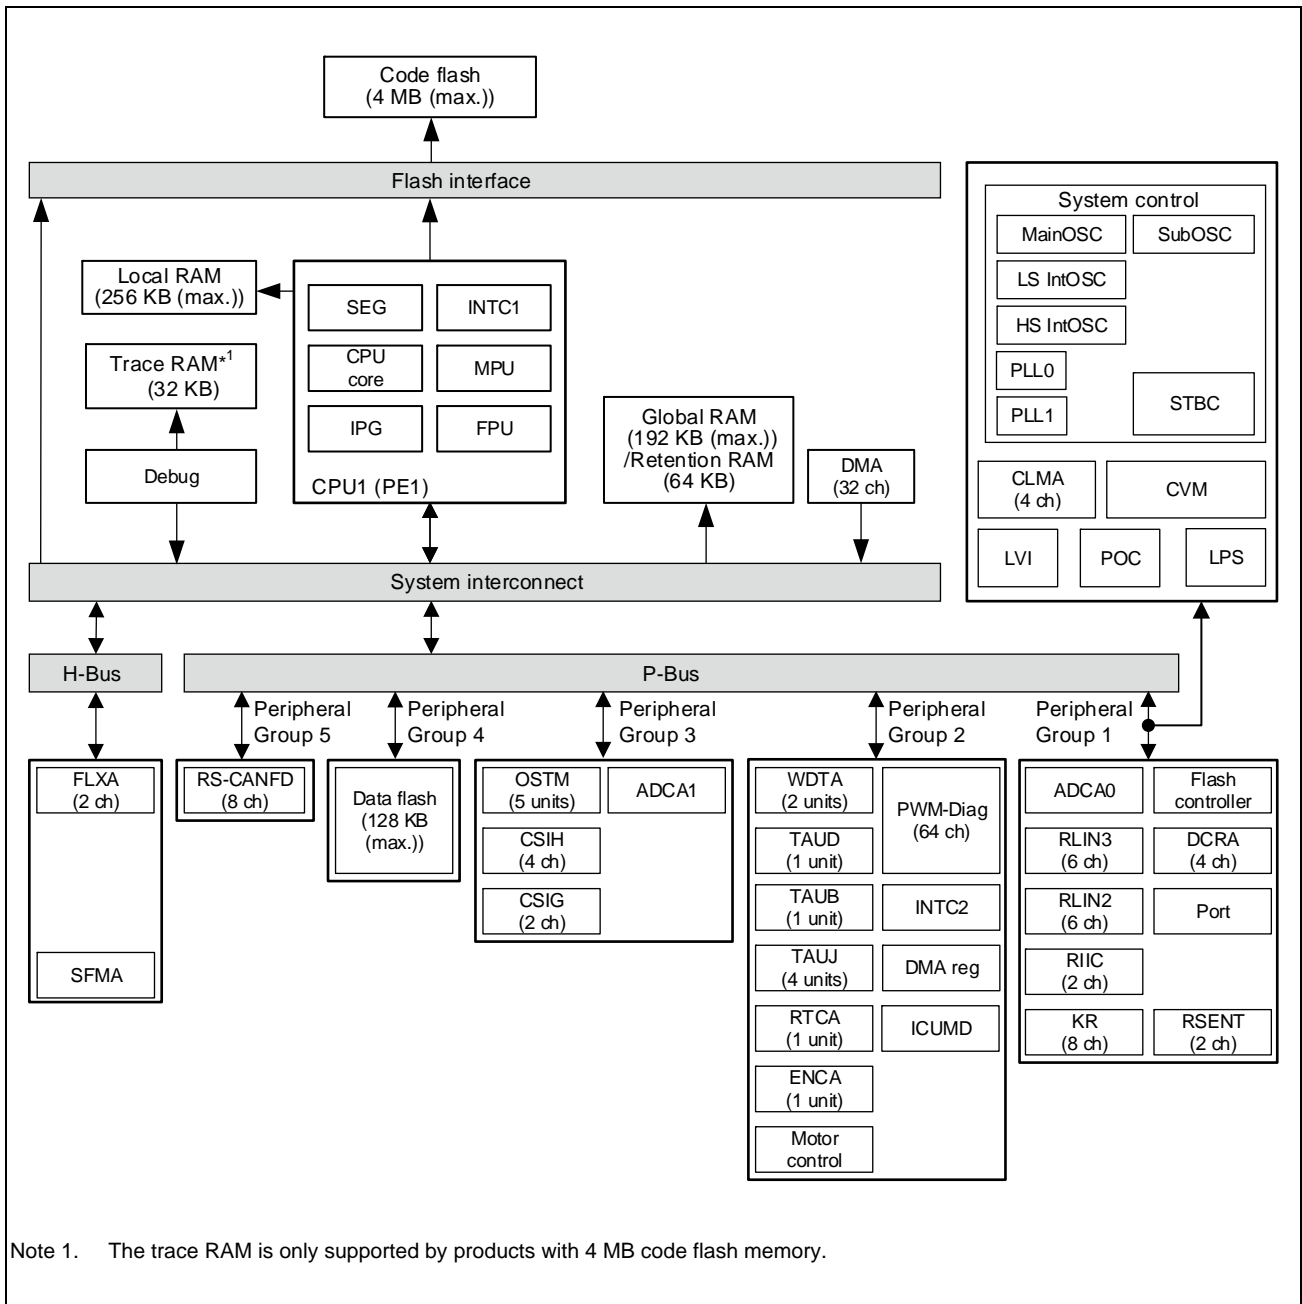 Code flash
(4 MB (max.))
Flash interface
Local RAM
(256 KB (max.))
Trace RAM*1
(32 KB)
Debug
SEG
INTC1
CPU
core
MPU
IPG
FPU
CPU1 (PE1)
Global RAM
(192 KB (max.))
/Retention RAM
(64 KB)
DMA
(32 ch)
System control
MainOSC
SubOSC
LS IntOSC
HS IntOSC
PLL0
PLL1
STBC
CLMA
(4 ch)
CVM
LVI
POC
LPS
System interconnect
H-Bus
P-Bus
Peripheral
Group 5
Peripheral
Group 4
Peripheral
Group 3
Peripheral
Group 2
Peripheral
Group 1
FLXA
(2 ch)
SFMA
RS-CANFD
(8 ch)
Data flash
(128 KB
(max.))
OSTM
(5 units)
ADCA1
CSIH
(4 ch)
CSIG
(2 ch)
WDTA
(2 units)
PWM-Diag
(64 ch)
TAUD
(1 unit)
TAUB
(1 unit)
INTC2
TAUJ
(4 units)
DMA reg
RTCA
(1 unit)
ICUMD
ENCA
(1 unit)
Motor
control
ADCA0
Flash
controller
RLIN3
(6 ch)
DCRA
(4 ch)
RLIN2
(6 ch)
Port
RIIC
(2 ch)
KR
(8 ch)
RSENT
(2 ch)
Note 1. The trace RAM is only supported by products with 4 MB code flash memory.